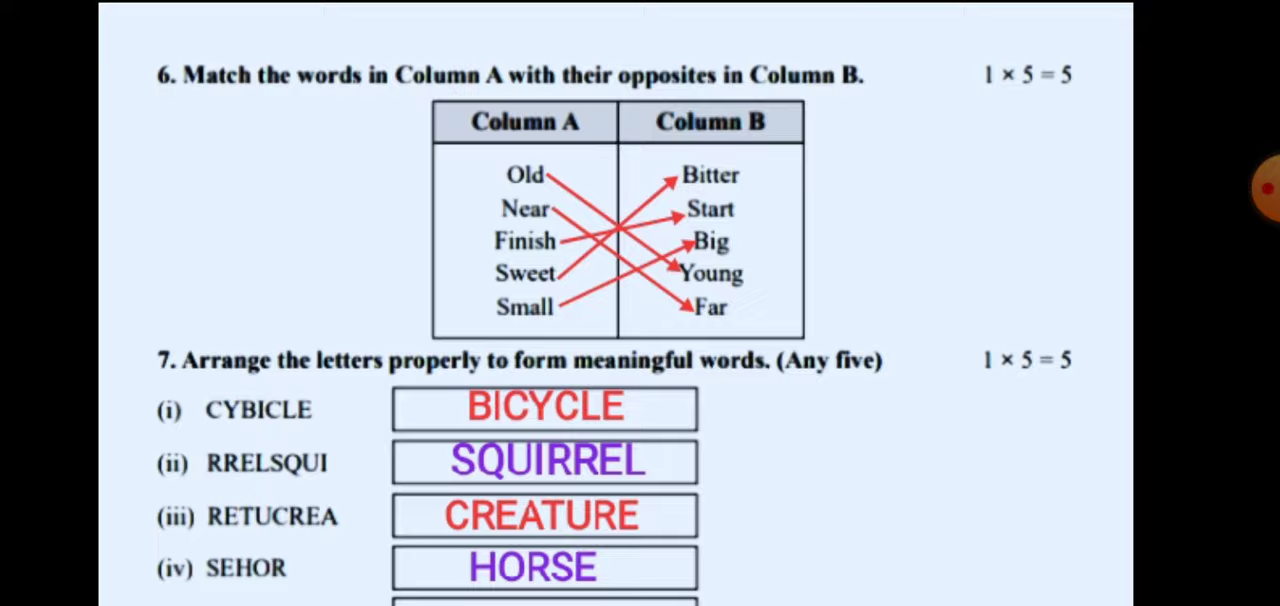 6. Match the words in Column A with their opposites in Column B. 1 × 5 = 5
Column A Column B
Old Bitter
Near Start
Finish Big
Sweet Young
Small Far
7. Arrange the letters properly to form meaningful words. (Any five) 1 × 5 = 5
(i) CYBICLE BICYCLE
(ii) RRELSQUI SQUIRREL
(iii) RETUCREA CREATURE
(iv) SEHOR HORSE